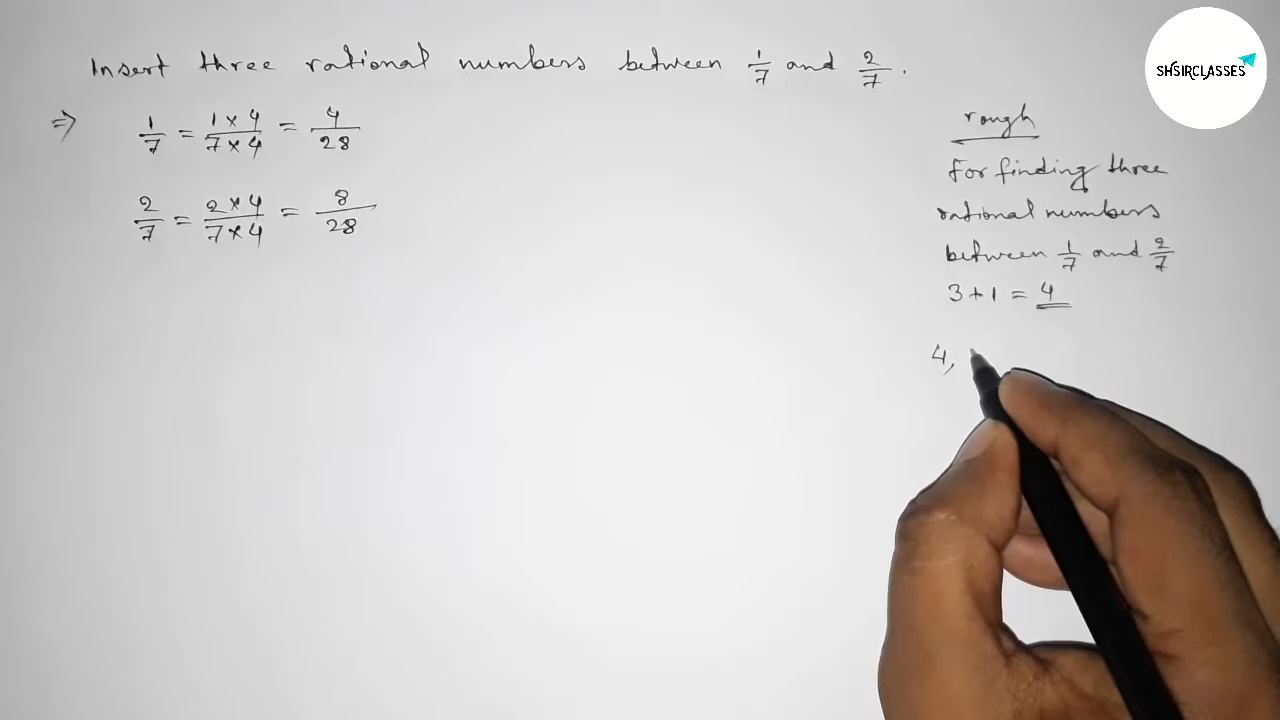 Insert three rational numbers between 1/7 and 2/7.
⇒ 1/7 = 1×4/7×4 = 4/28
2/7 = 2×4/7×4 = 8/28
SHSIRCLASSES
rough
For finding three
rational numbers
between 1/7 and 2/7
3+1 = 4
4,